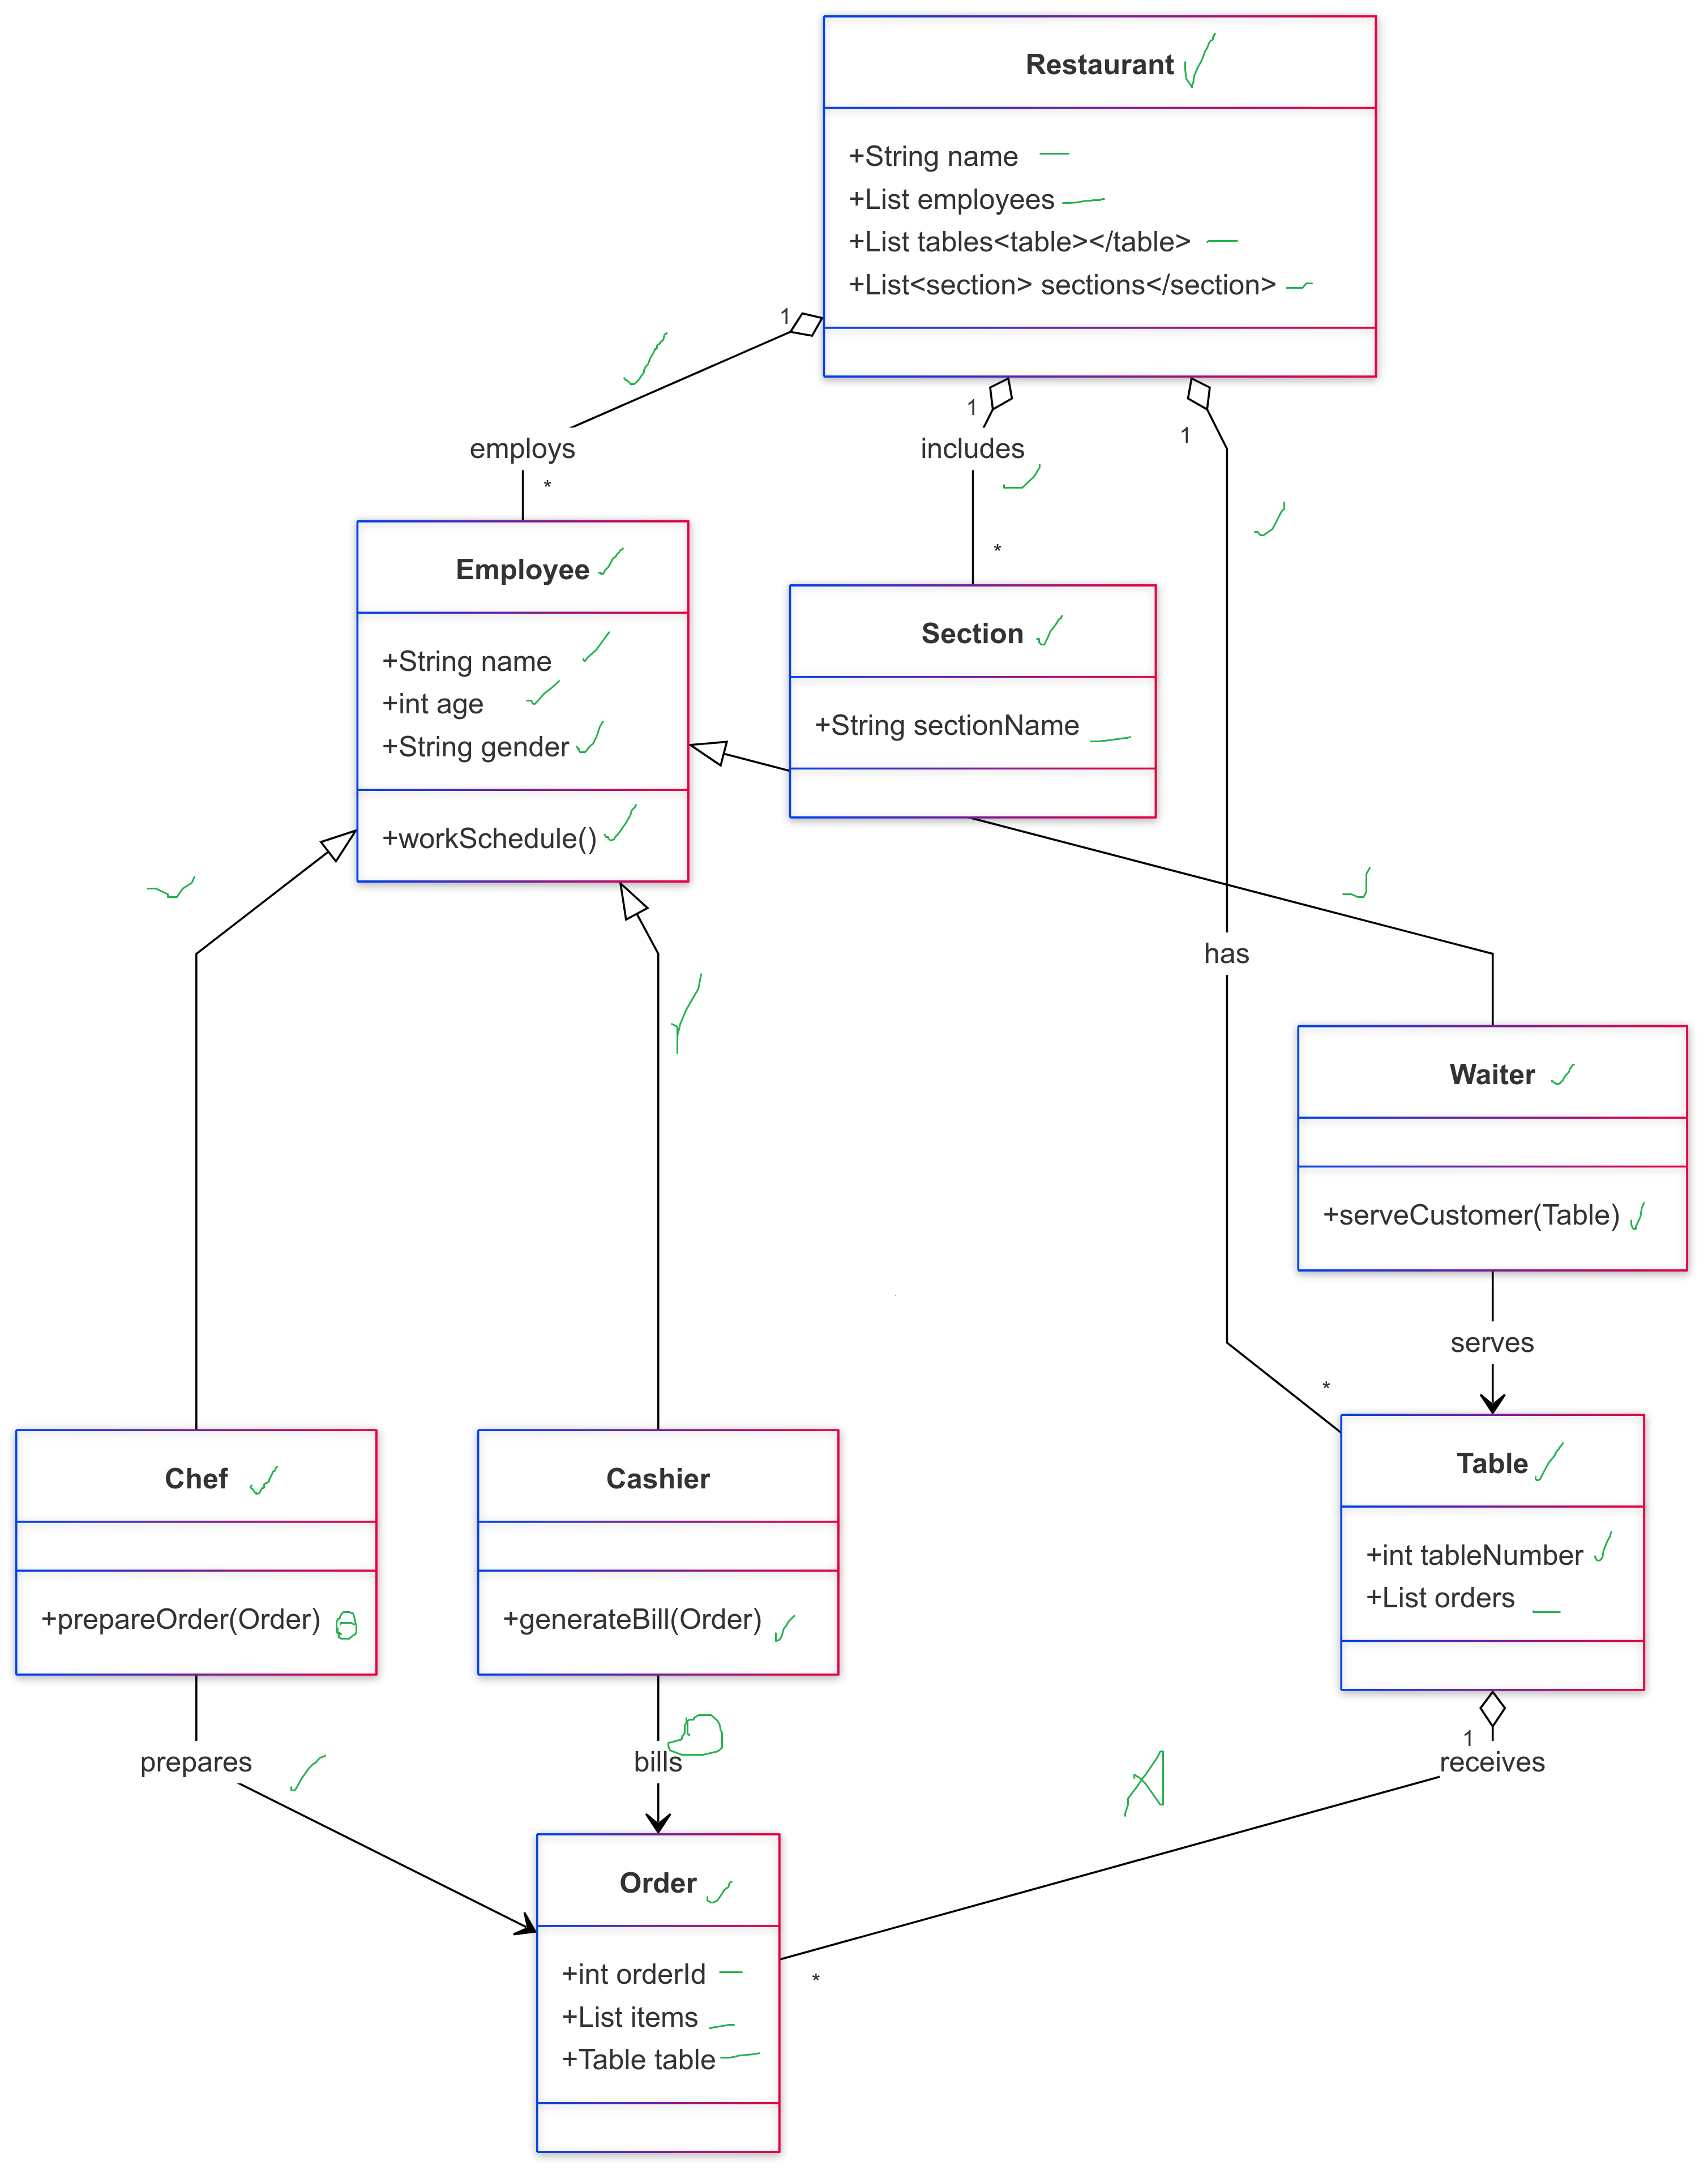 Restaurant
+String name
+List employees
+List tables<table></table>
+List<section> sections</section>
1
1
1
employs
includes
*
*
Employee
+String name
+int age
+String gender
+workSchedule()
Section
+String sectionName
has
Waiter
+serveCustomer(Table)
serves
*
Chef
+prepareOrder(Order)
Cashier
+generateBill(Order)
Table
+int tableNumber
+List orders
prepares
bills
1
receives
Order
+int orderId
+List items
+Table table
*